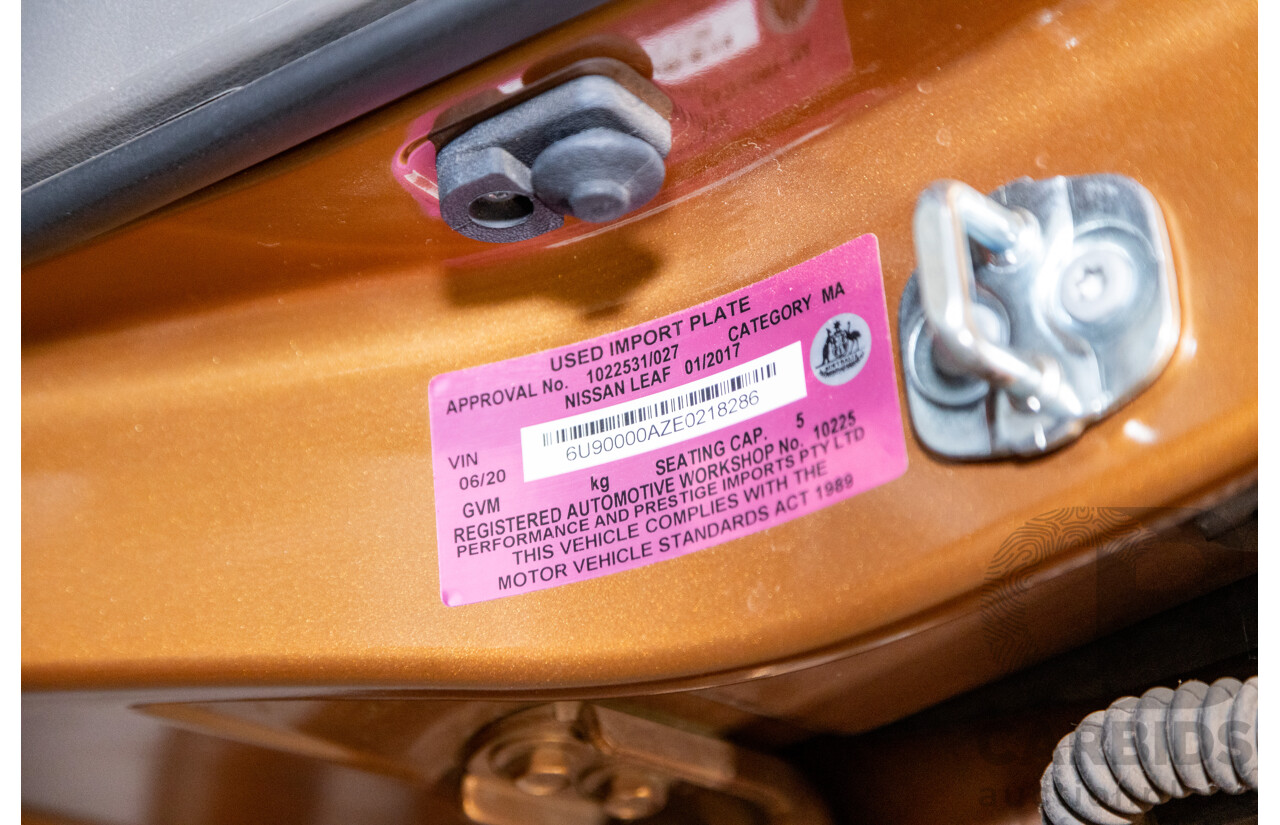 USED IMPORT PLATE
APPROVAL No. 1022531/027 CATEGORY MA
NISSAN LEAF 01/2017
VIN 6U90000AZE0218286
06/20
GVM kg SEATING CAP. 5
REGISTERED AUTOMOTIVE WORKSHOP No. 10225
PERFORMANCE AND PRESTIGE IMPORTS PTY LTD
THIS VEHICLE COMPLIES WITH THE
MOTOR VEHICLE STANDARDS ACT 1989
AUSTRALIA
CARBIDS